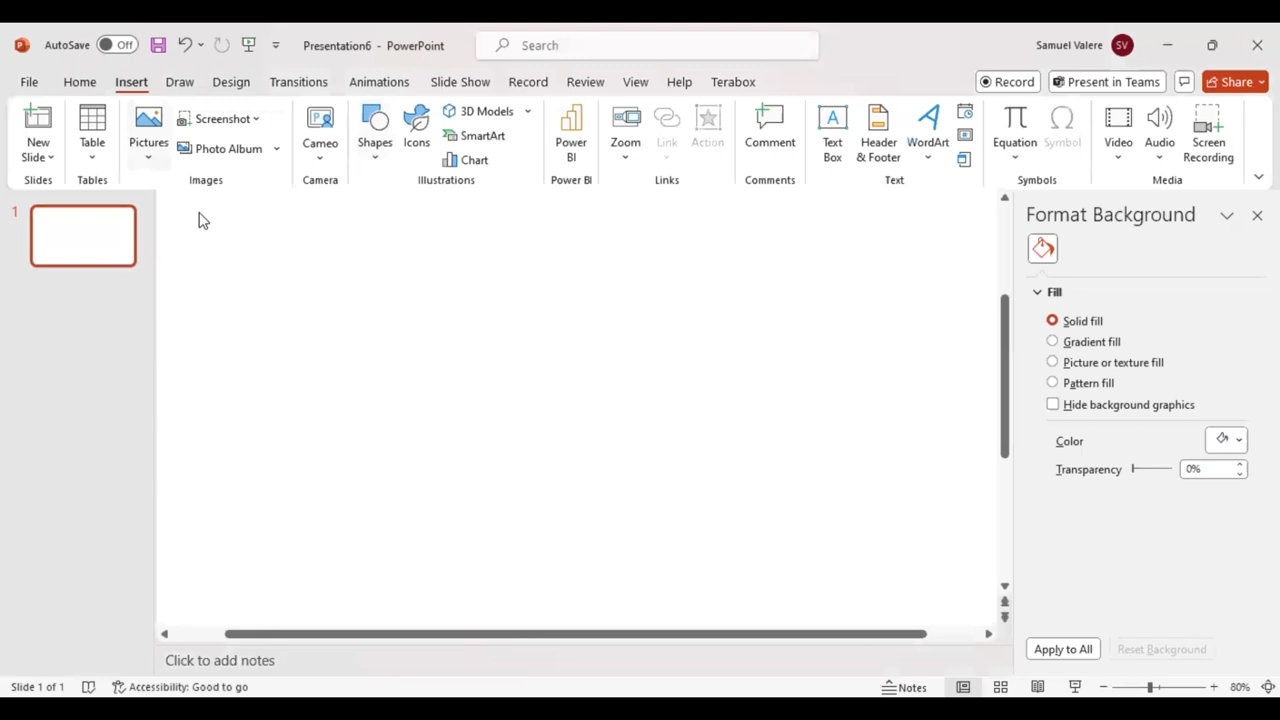 AutoSave Off Presentation6 - PowerPoint Search Samuel Valere SV
File Home Insert Draw Design Transitions Animations Slide Show Record Review View Help Terabox Record Present in Teams Share
New Slide
Slides
Table
Tables
Pictures
Screenshot
Photo Album
Images
Cameo
Camera
Shapes
Icons
3D Models
SmartArt
Chart
Illustrations
Power BI
Power BI
Zoom
Link
Action
Links
Comment
Comments
Text Box
Header & Footer
WordArt
Text
Equation
Symbol
Symbols
Video
Audio
Screen Recording
Media
1
Format Background
Fill
Solid fill
Gradient fill
Picture or texture fill
Pattern fill
Hide background graphics
Color
Transparency 0%
Apply to All Reset Background
Click to add notes
Slide 1 of 1 Accessibility: Good to go Notes 80%